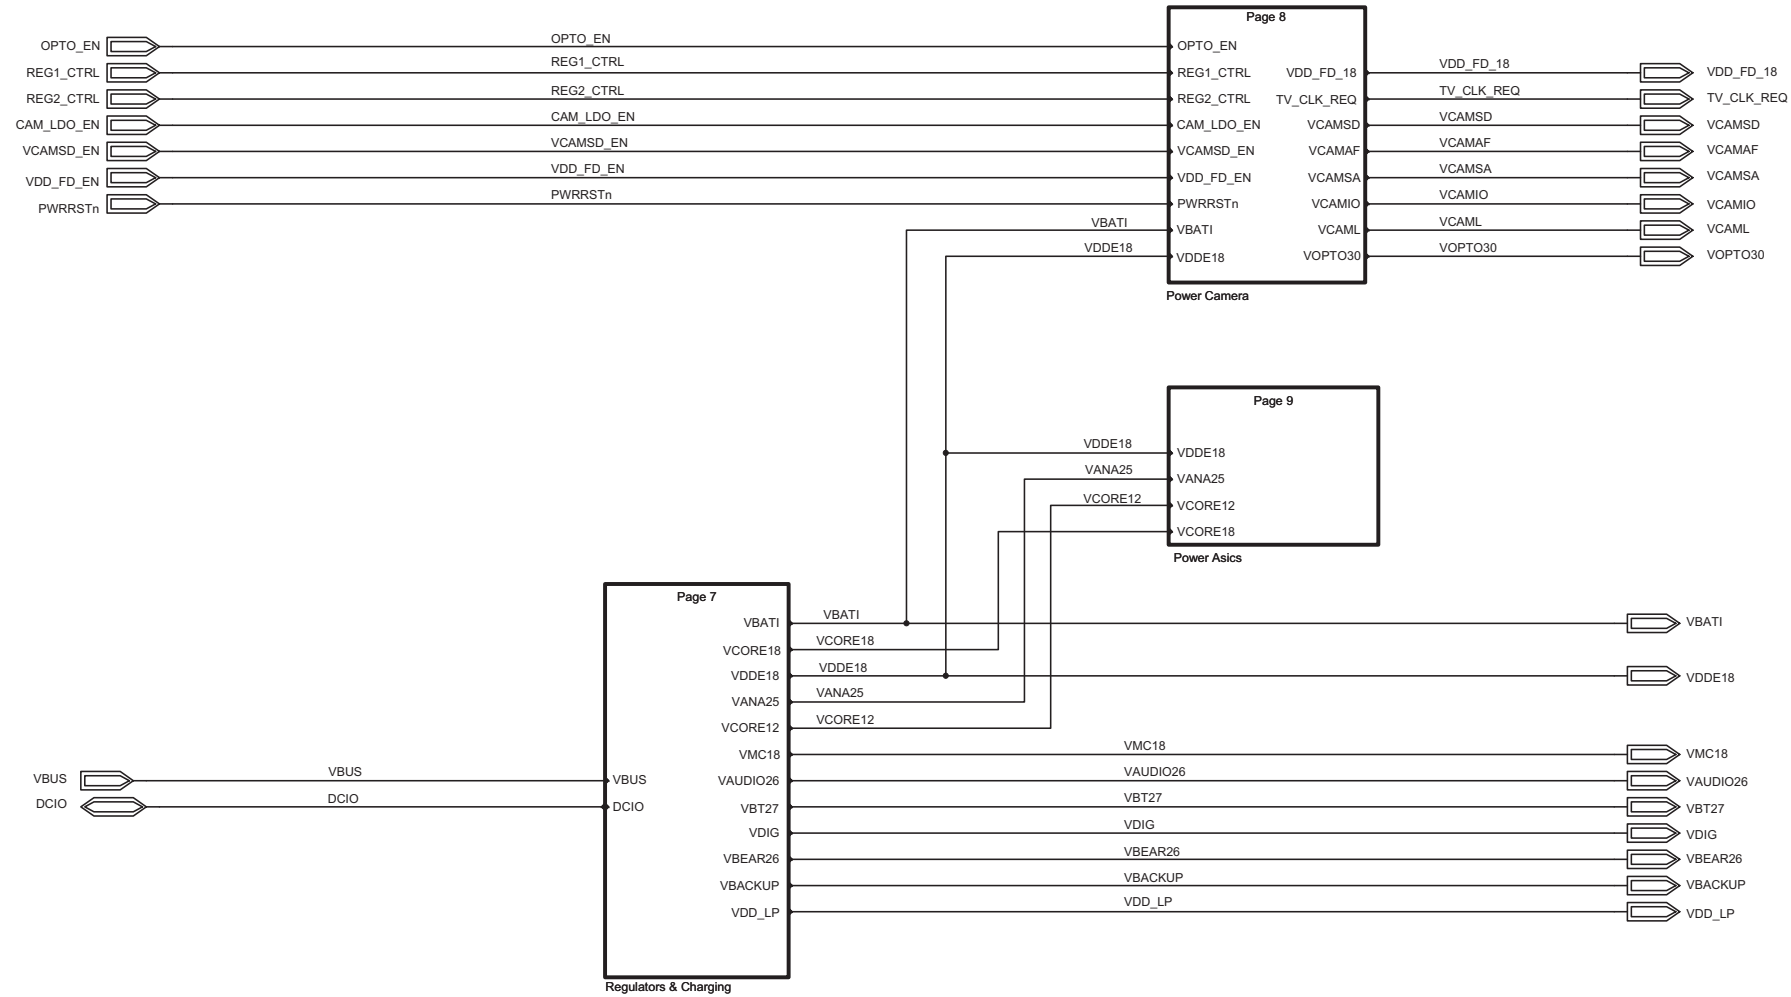 Page 8
OPTO_EN
OPTO_EN
OPTO_EN
REG1_CTRL
REG1_CTRL
REG1_CTRL
VDD_FD_18
VDD_FD_18
VDD_FD_18
REG2_CTRL
REG2_CTRL
REG2_CTRL
TV_CLK_REQ
TV_CLK_REQ
TV_CLK_REQ
CAM_LDO_EN
CAM_LDO_EN
CAM_LDO_EN
VCAMSD
VCAMSD
VCAMSD
VCAMSD_EN
VCAMSD_EN
VCAMSD_EN
VCAMAF
VCAMAF
VCAMAF
VDD_FD_EN
VDD_FD_EN
VDD_FD_EN
VCAMSA
VCAMSA
VCAMSA
PWRRSTn
PWRRSTn
PWRRSTn
VCAMIO
VCAMIO
VCAMIO
VBATI
VBATI
VCAML
VCAML
VCAML
VDDE18
VDDE18
VOPTO30
VOPTO30
VOPTO30
Power Camera
Page 9
VDDE18
VDDE18
VANA25
VANA25
VCORE12
VCORE12
VCORE18
Power Asics
Page 7
VBATI
VBATI
VBATI
VCORE18
VCORE18
VDDE18
VDDE18
VDDE18
VANA25
VANA25
VCORE12
VCORE12
VMC18
VMC18
VMC18
VBUS
VBUS
VBUS
VAUDIO26
VAUDIO26
VAUDIO26
DCIO
DCIO
DCIO
VBT27
VBT27
VBT27
VDIG
VDIG
VDIG
VBEAR26
VBEAR26
VBEAR26
VBACKUP
VBACKUP
VBACKUP
VDD_LP
VDD_LP
VDD_LP
Regulators & Charging